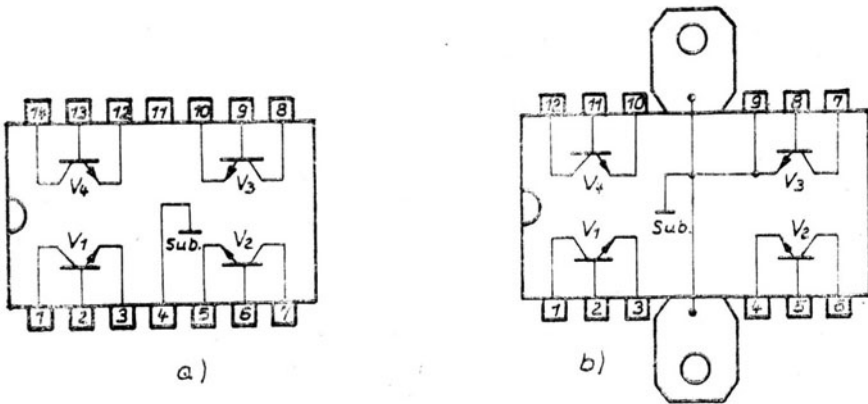 14 13 12 11 10 9 8
V4 V3
V1 Sub. V2
1 2 3 4 5 6 7
a)
12 11 10 9 8 7
V4 V3
V1 Sub. V2
1 2 3 4 5 6
b)